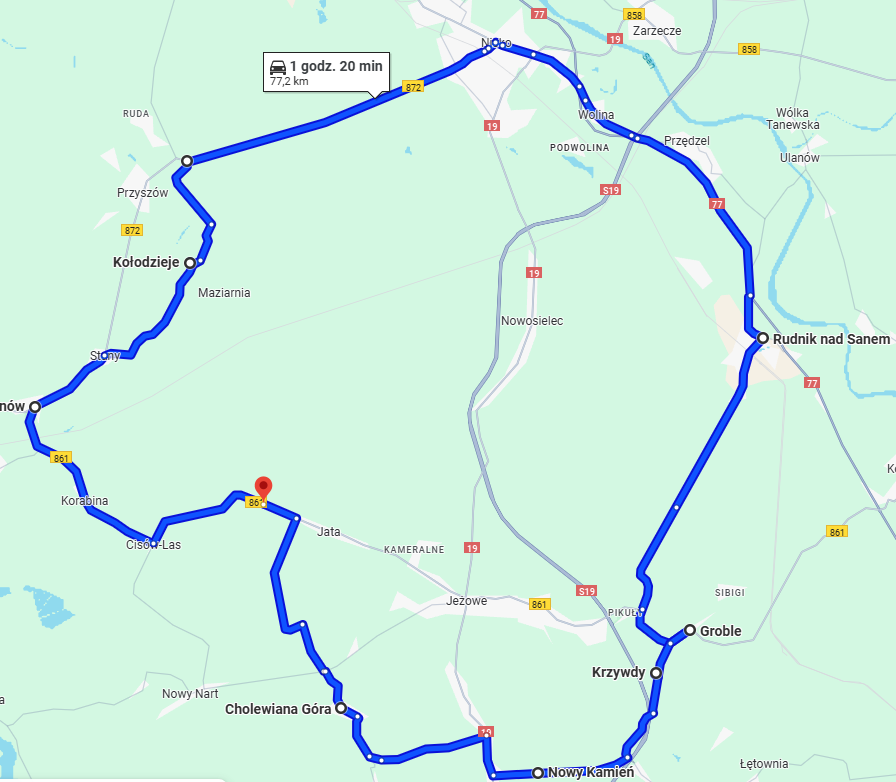 77
858
Zarzecze
19
858
Nisko
San
1 godz. 20 min
77,2 km
872
RUDA
19
Wolina
Wólka
Tanewska
PODWOLINA
Przędzel
Ulanów
S19
77
Przyszów
872
Kołodzieje
19
Maziarnia
Nowosielec
Rudnik nad Sanem
Stany
77
nów
861
Korabina
861
Jata
861
Cisów-Las
KAMERALNE
19
S19
SIBIGI
Jeżowe
861
PIKUŁY
Groble
Krzywdy
Nowy Nart
Cholewiana Góra
19
Nowy Kamień
Łętownia